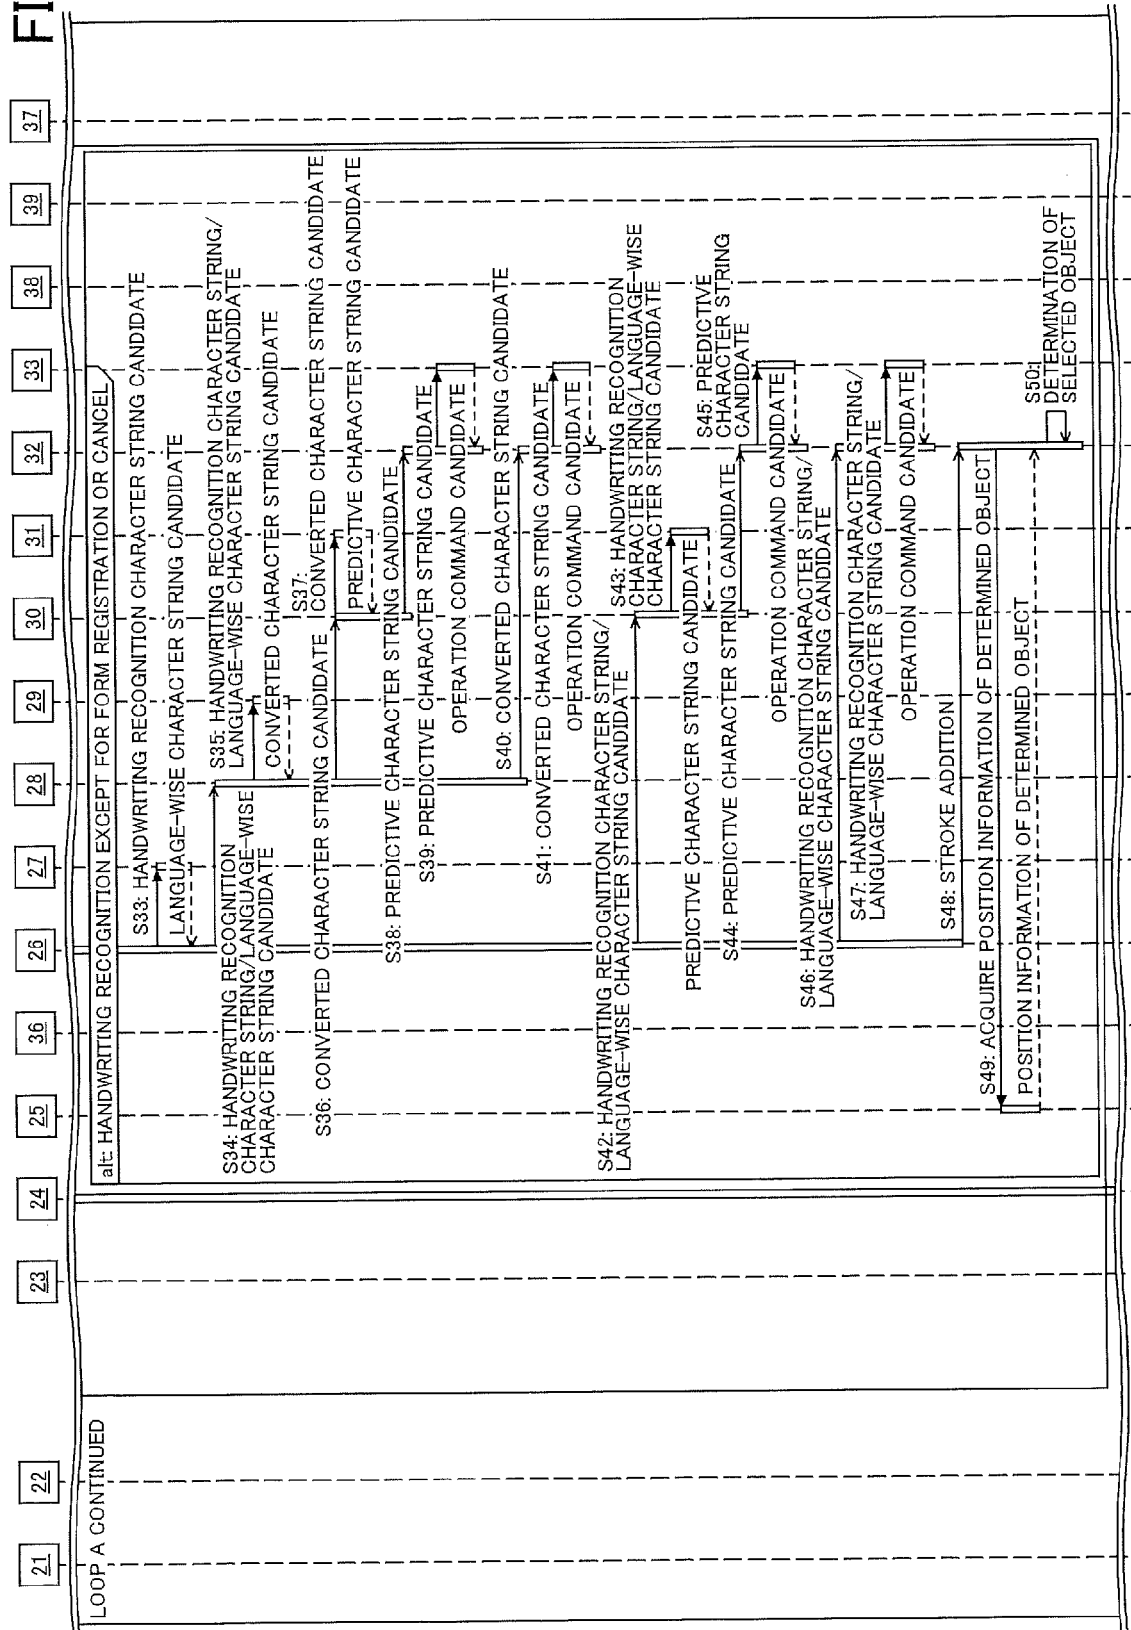 FI
21
22
23
24
25
36
26
27
28
29
30
31
32
33
38
39
37
LOOP A CONTINUED
alt: HANDWRITING RECOGNITION EXCEPT FOR FORM REGISTRATION OR CANCEL
S33: HANDWRITING RECOGNITION CHARACTER STRING CANDIDATE
LANGUAGE-WISE CHARACTER STRING CANDIDATE
S34: HANDWRITING RECOGNITION
CHARACTER STRING/LANGUAGE-WISE
CHARACTER STRING CANDIDATE
S35: HANDWRITING RECOGNITION CHARACTER STRING/
LANGUAGE-WISE CHARACTER STRING CANDIDATE
CONVERTED CHARACTER STRING CANDIDATE
S36: CONVERTED CHARACTER STRING CANDIDATE
S37:
CONVERTED CHARACTER STRING CANDIDATE
PREDICTIVE CHARACTER STRING CANDIDATE
S38: PREDICTIVE CHARACTER STRING CANDIDATE
S39: PREDICTIVE CHARACTER STRING CANDIDATE
OPERATION COMMAND CANDIDATE
S40: CONVERTED CHARACTER STRING CANDIDATE
S41: CONVERTED CHARACTER STRING CANDIDATE
OPERATION COMMAND CANDIDATE
S42: HANDWRITING RECOGNITION CHARACTER STRING/
LANGUAGE-WISE CHARACTER STRING CANDIDATE
S43: HANDWRITING RECOGNITION
CHARACTER STRING/LANGUAGE-WISE
CHARACTER STRING CANDIDATE
PREDICTIVE CHARACTER STRING CANDIDATE
S44: PREDICTIVE CHARACTER STRING CANDIDATE
S45: PREDICTIVE
CHARACTER STRING
CANDIDATE
OPERATION COMMAND CANDIDATE
S46: HANDWRITING RECOGNITION CHARACTER STRING/
LANGUAGE-WISE CHARACTER STRING CANDIDATE
S47: HANDWRITING RECOGNITION CHARACTER STRING/
LANGUAGE-WISE CHARACTER STRING CANDIDATE
OPERATION COMMAND CANDIDATE
S48: STROKE ADDITION
S49: ACQUIRE POSITION INFORMATION OF DETERMINED OBJECT
POSITION INFORMATION OF DETERMINED OBJECT
S50:
DETERMINATION OF
SELECTED OBJECT